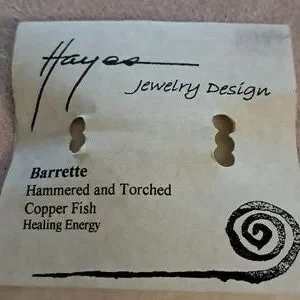 Hayes
Jewelry Design
Barrette
Hammered and Torched
Copper Fish
Healing Energy